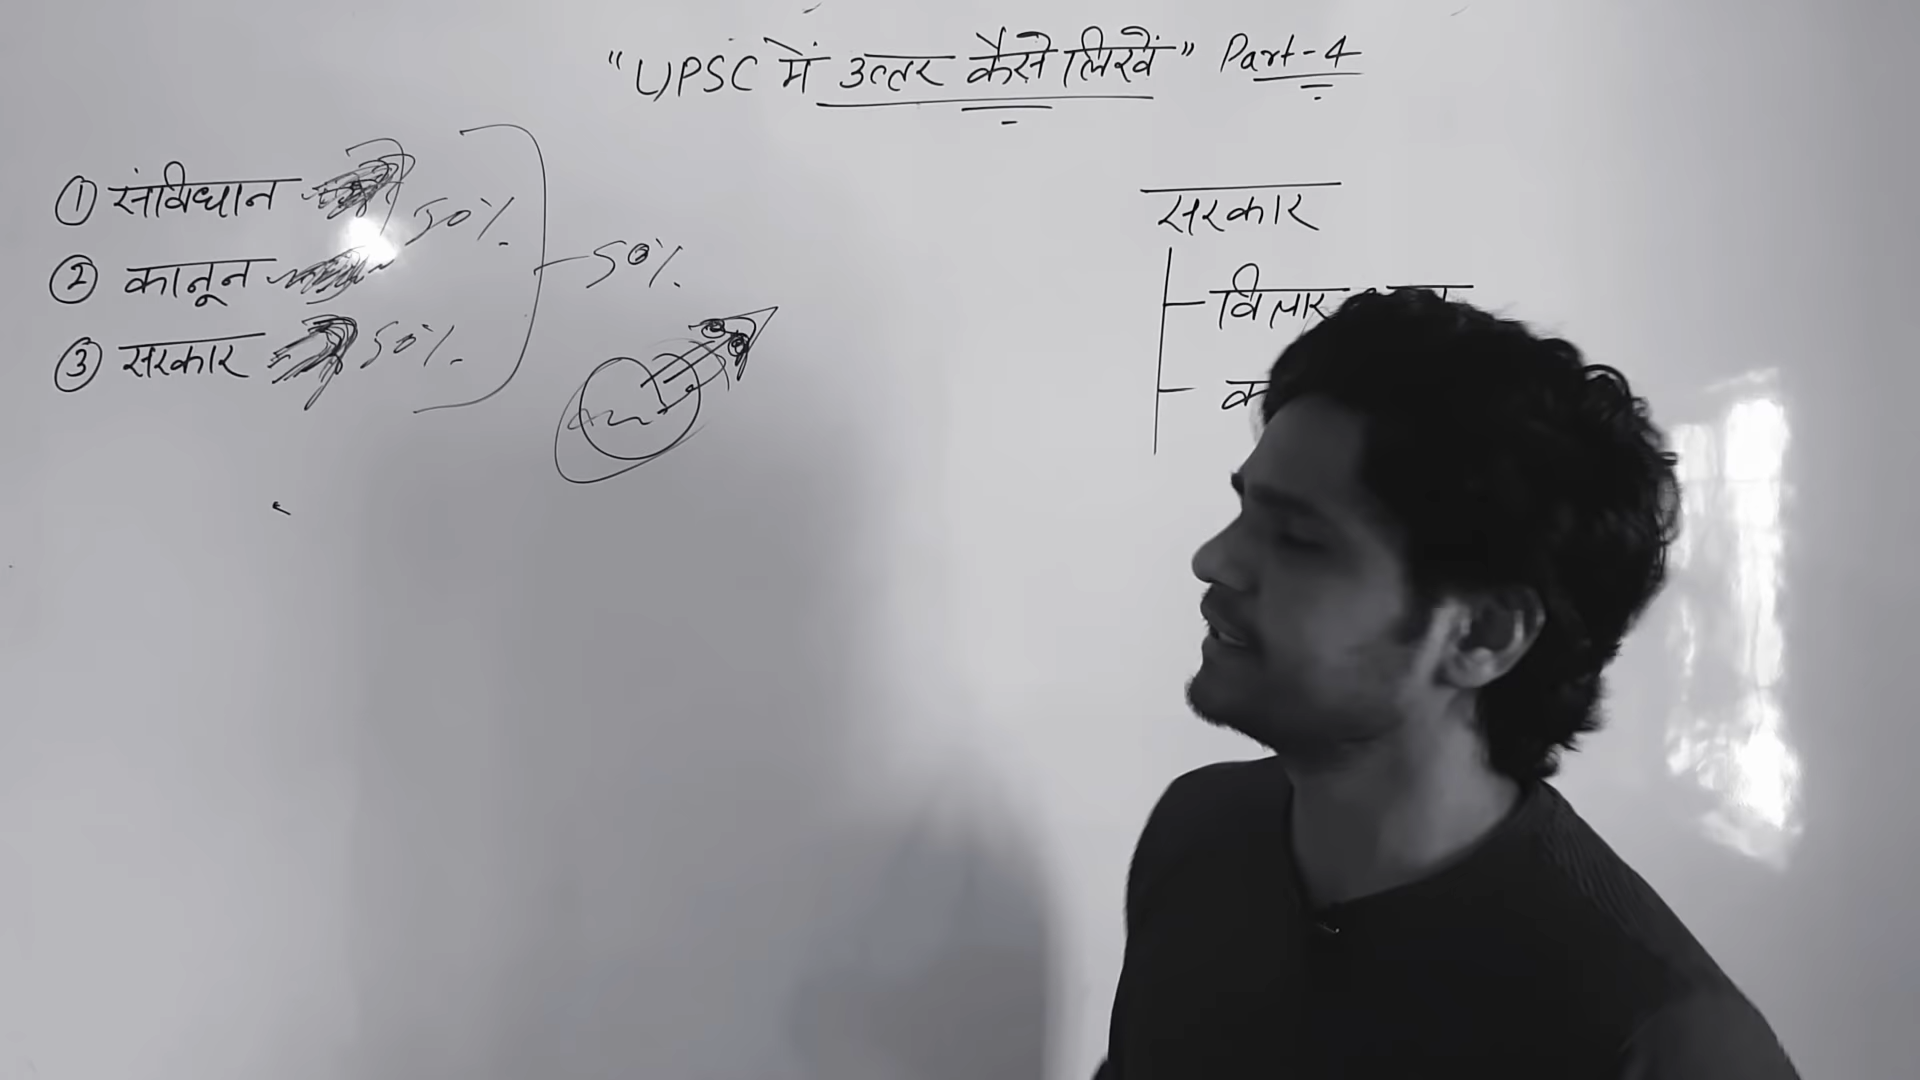 "UPSC में उत्तर कैसे लिखें" Part-4
① संविधान 50%.
② कानून
③ सरकार 50%.
50%.
सरकार